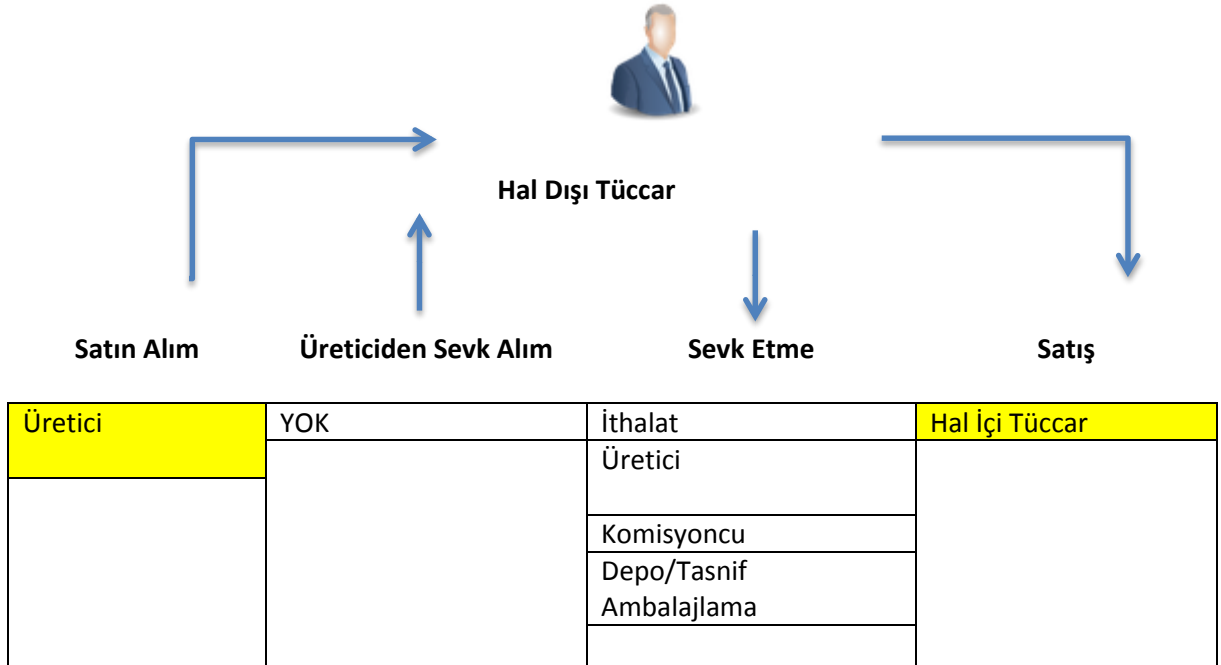 Hal Dışı Tüccar
Satın Alım Üreticiden Sevk Alım Sevk Etme Satış
Üretici YOK İthalat Hal İçi Tüccar
Üretici
Komisyoncu
Depo/Tasnif
Ambalajlama